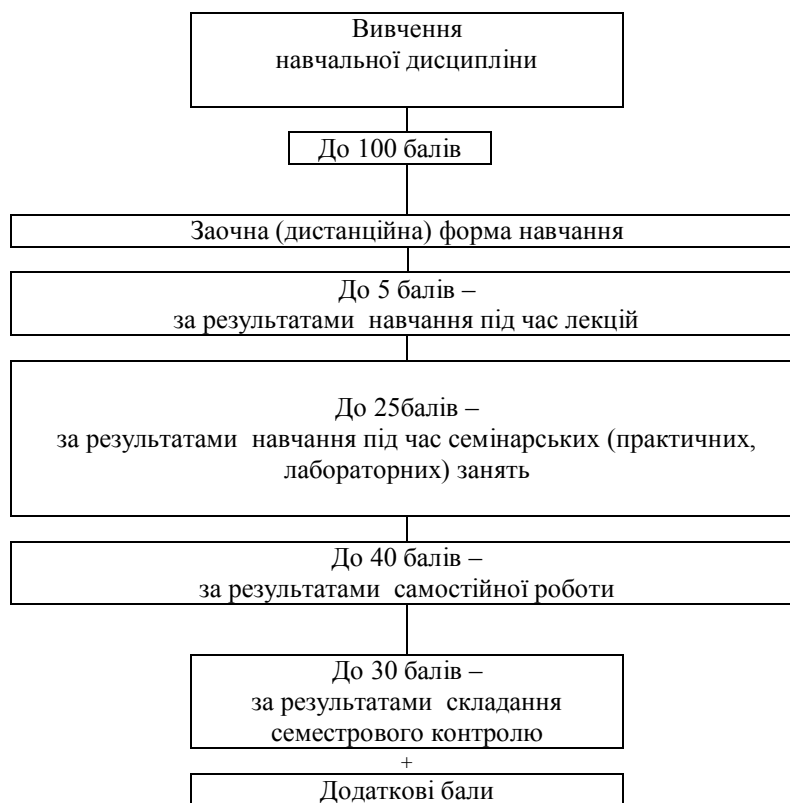 Вивчення
навчальної дисципліни
До 100 балів
Заочна (дистанційна) форма навчання
До 5 балів –
за результатами навчання під час лекцій
До 25балів –
за результатами навчання під час семінарських (практичних,
лабораторних) занять
До 40 балів –
за результатами самостійної роботи
До 30 балів –
за результатами складання
семестрового контролю
+
Додаткові бали